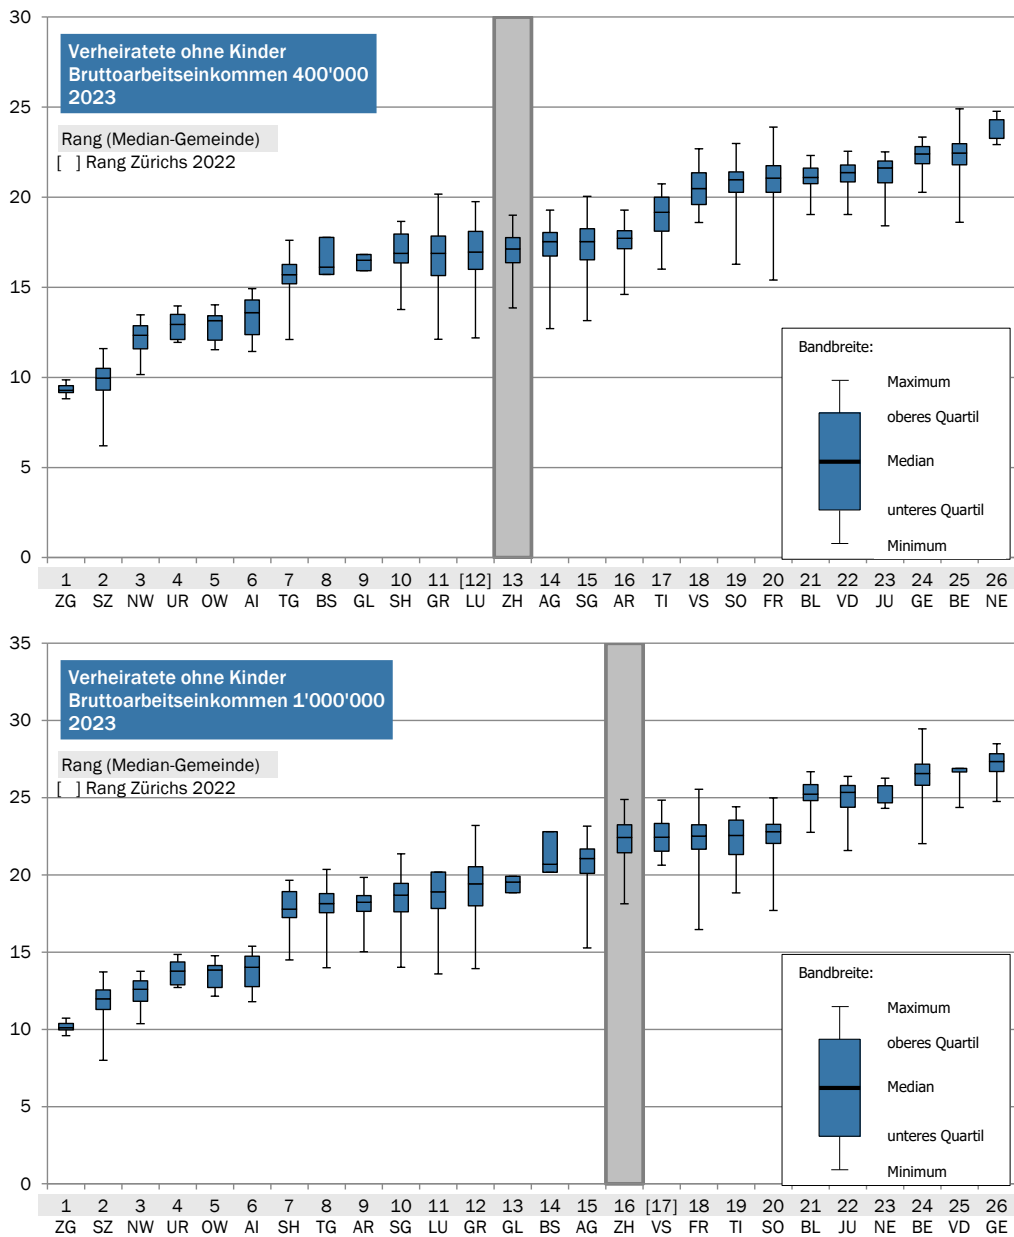 30
Verheiratete ohne Kinder
Bruttoarbeitseinkommen 400'000
2023
25
Rang (Median-Gemeinde)
[ ] Rang Zürichs 2022
20
15
10
5
0
Bandbreite:
Maximum
oberes Quartil
Median
unteres Quartil
Minimum
1 2 3 4 5 6 7 8 9 10 11 [12] 13 14 15 16 17 18 19 20 21 22 23 24 25 26
ZG SZ NW UR OW AI TG BS GL SH GR LU ZH AG SG AR TI VS SO FR BL VD JU GE BE NE
35
Verheiratete ohne Kinder
Bruttoarbeitseinkommen 1'000'000
2023
30
Rang (Median-Gemeinde)
[ ] Rang Zürichs 2022
25
20
15
10
5
0
Bandbreite:
Maximum
oberes Quartil
Median
unteres Quartil
Minimum
1 2 3 4 5 6 7 8 9 10 11 12 13 14 15 16 [17] 18 19 20 21 22 23 24 25 26
ZG SZ NW UR OW AI SH TG AR SG LU GR GL BS AG ZH VS FR TI SO BL JU NE BE VD GE